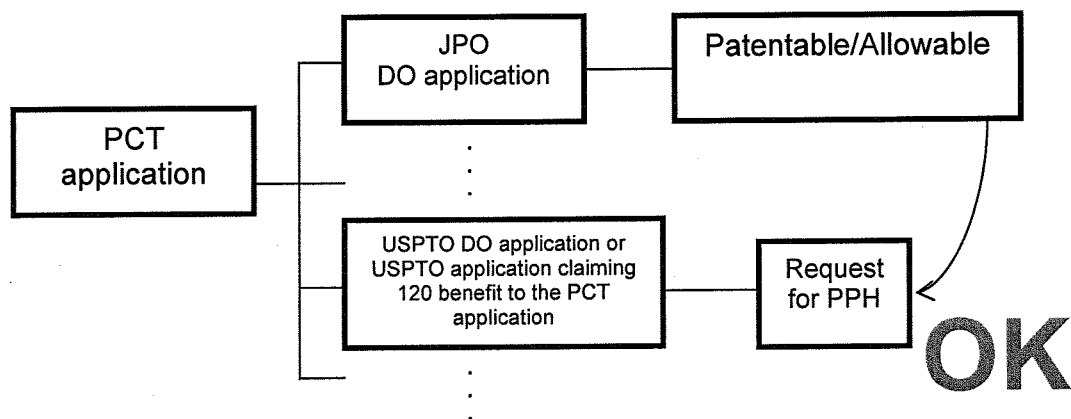 JPO
DO application
Patentable/Allowable
PCT
application
USPTO DO application or
USPTO application claiming
120 benefit to the PCT
application
Request
for PPH
OK